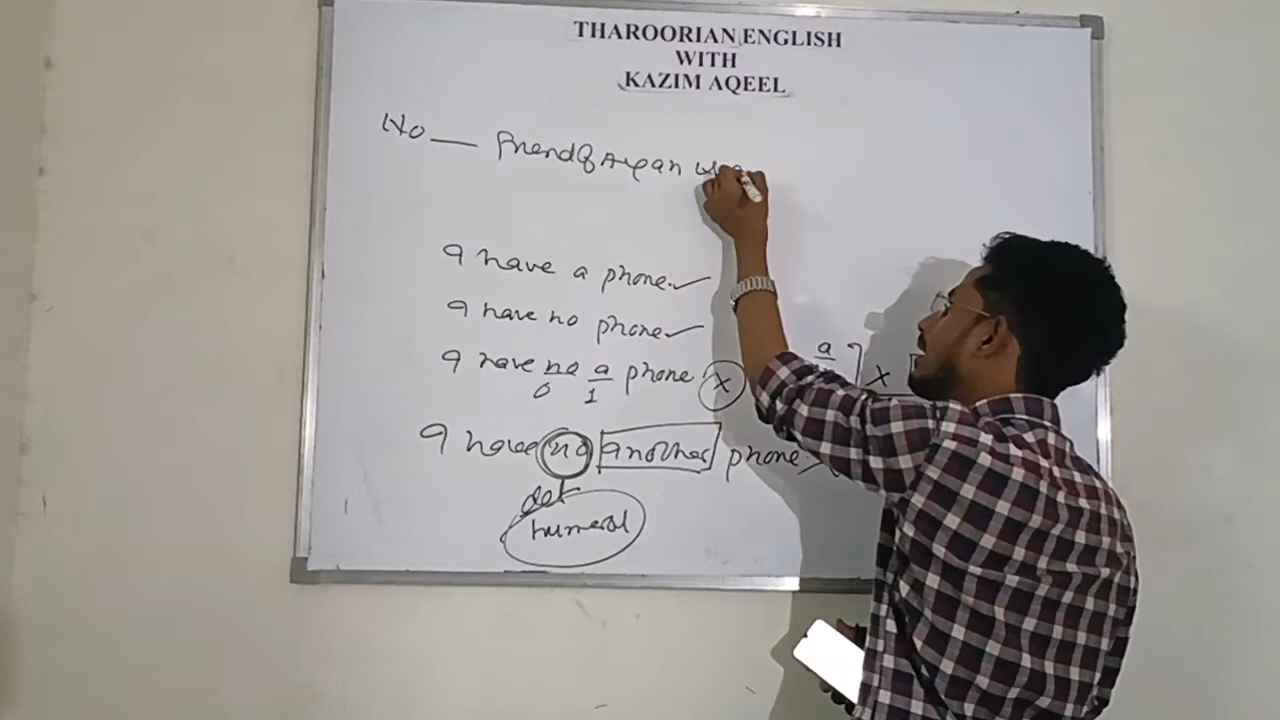 THAROORIAN ENGLISH
WITH
KAZIM AQEEL
No — friend of Arpan
I have a phone. ✓
I have no phone ✓
I have no a phone x
0 1
a
x
I have no another phone.
det
numeral